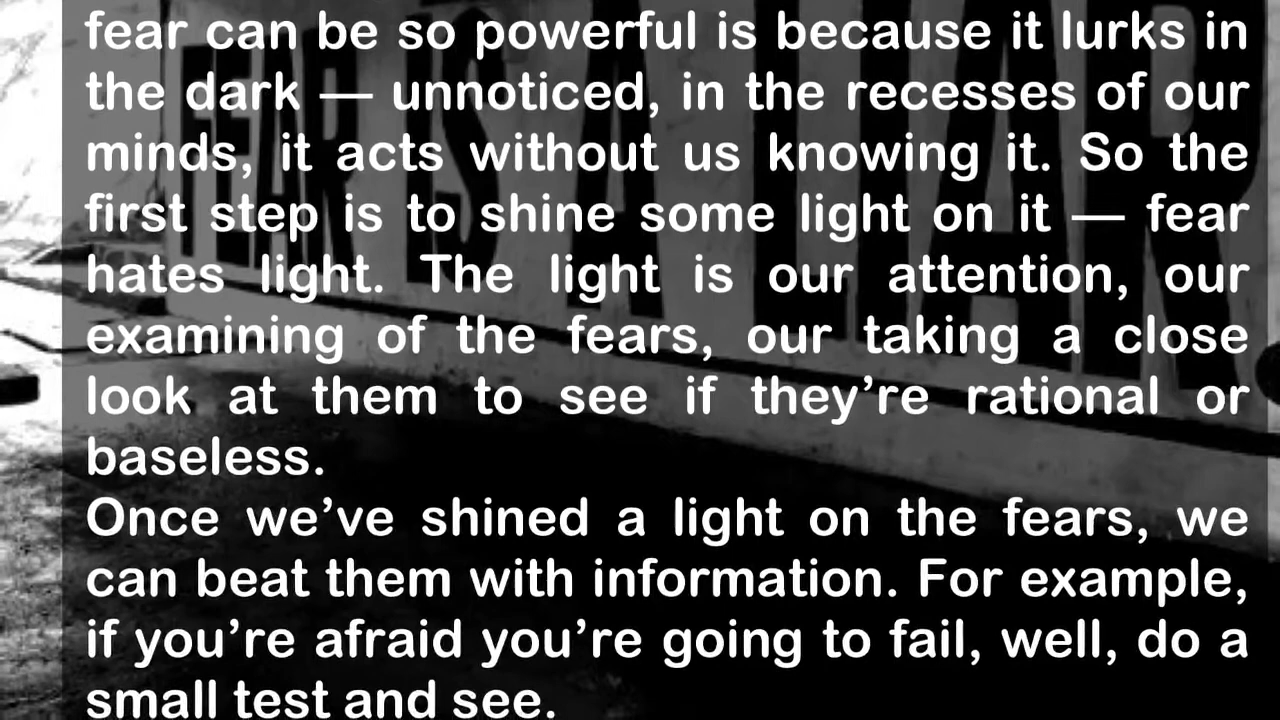 fear can be so powerful is because it lurks in
the dark — unnoticed, in the recesses of our
minds, it acts without us knowing it. So the
first step is to shine some light on it — fear
hates light. The light is our attention, our
examining of the fears, our taking a close
look at them to see if they’re rational or
baseless.
Once we’ve shined a light on the fears, we
can beat them with information. For example,
if you’re afraid you’re going to fail, well, do a
small test and see.
FEAR IS A LIAR